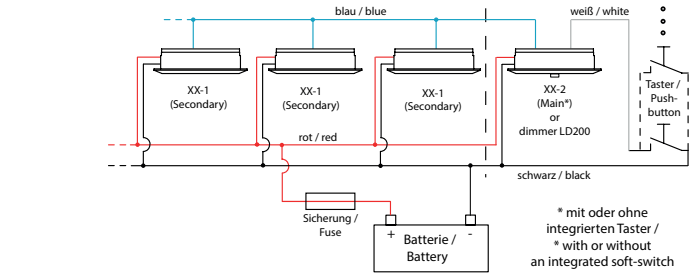 blau / blue
weiß / white
XX-1
(Secondary)
XX-1
(Secondary)
XX-1
(Secondary)
XX-2
(Main*)
or
dimmer LD200
Taster /
Push-
button
rot / red
schwarz / black
Sicherung /
Fuse
+
-
Batterie /
Battery
* mit oder ohne
integrierten Taster /
* with or without
an integrated soft-switch